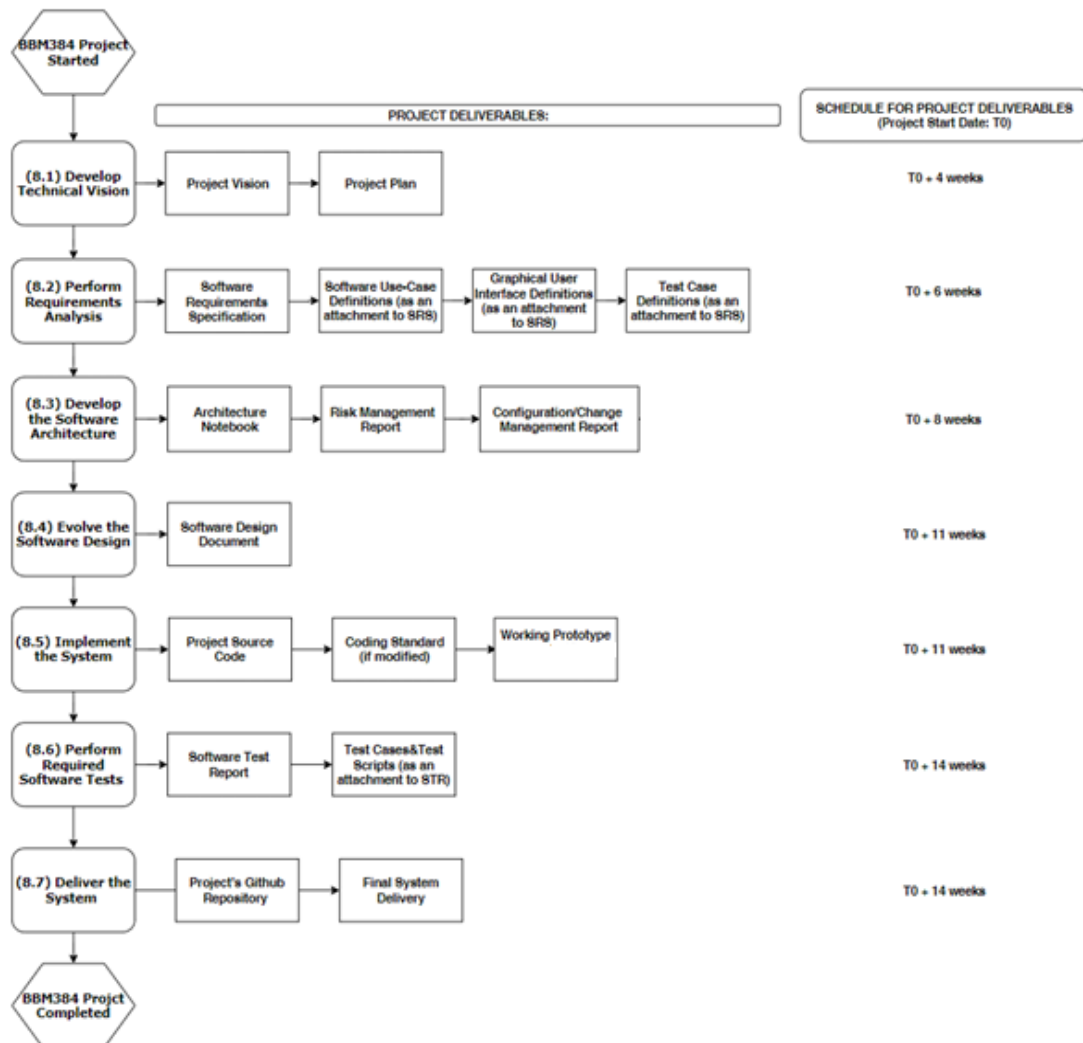 BBM384 Project
Started
PROJECT DELIVERABLES:
SCHEDULE FOR PROJECT DELIVERABLES
(Project Start Date: T0)
(8.1) Develop
Technical Vision
Project Vision
Project Plan
T0 + 4 weeks
(8.2) Perform
Requirements
Analysis
Software
Requirements
Specification
Software Use-Case
Definitions (as an
attachment to SRS)
Graphical User
Interface Definitions
(as an attachment
to SRS)
Test Case
Definitions (as an
attachment to SRS)
T0 + 6 weeks
(8.3) Develop
the Software
Architecture
Architecture
Notebook
Risk Management
Report
Configuration/Change
Management Report
T0 + 8 weeks
(8.4) Evolve the
Software Design
Software Design
Document
T0 + 11 weeks
(8.5) Implement
the System
Project Source
Code
Coding Standard
(if modified)
Working Prototype
T0 + 11 weeks
(8.6) Perform
Required
Software Tests
Software Test
Report
Test Cases&Test
Scripts (as an
attachment to STR)
T0 + 14 weeks
(8.7) Deliver the
System
Project's Github
Repository
Final System
Delivery
T0 + 14 weeks
BBM384 Projct
Completed